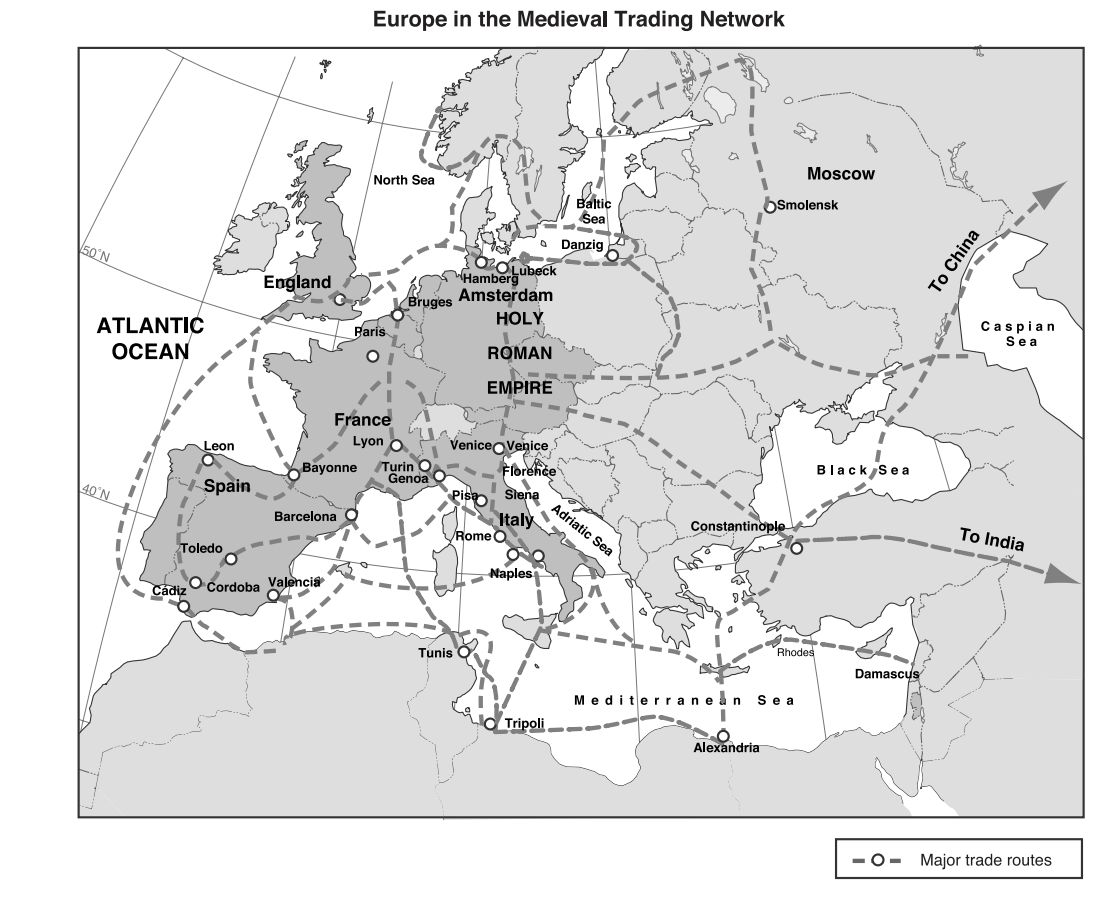 Europe in the Medieval Trading Network
North Sea
Moscow
Smolensk
Baltic
Sea
Danzig
50°N
To China
England
Hamberg
Lubeck
Bruges
Amsterdam
ATLANTIC
OCEAN
Paris
HOLY
ROMAN
EMPIRE
Caspian
Sea
France
Lyon
Venice
Venice
Leon
Bayonne
Turin
Genoa
Florence
Black Sea
Spain
40°N
Pisa
Siena
Barcelona
Italy
Adriatic Sea
Rome
Constantinople
To India
Toledo
Naples
Cádiz
Cordoba
Valencia
Tunis
Rhodes
Damascus
Mediterranean Sea
Tripoli
Alexandria
Major trade routes